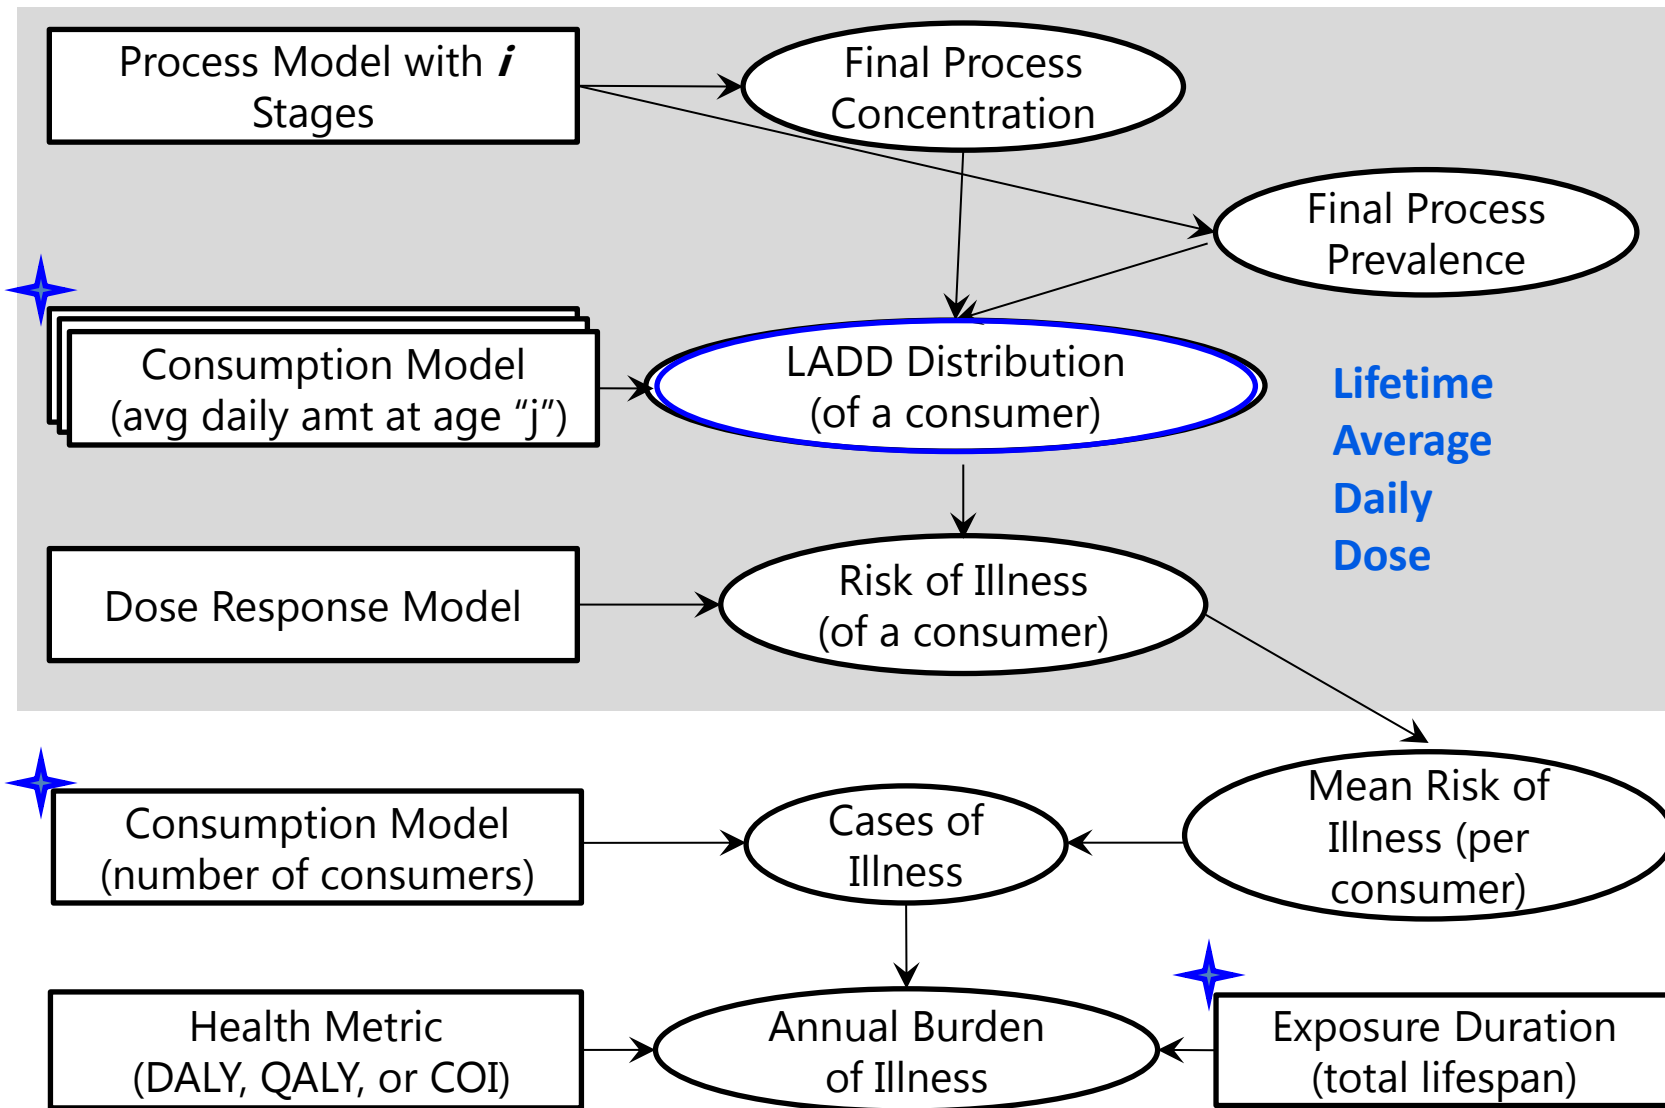 Process Model with i
Stages
Final Process
Concentration
Final Process
Prevalence
Consumption Model
(avg daily amt at age “j”)
LADD Distribution
(of a consumer)
Lifetime
Average
Daily
Dose
Dose Response Model
Risk of Illness
(of a consumer)
Consumption Model
(number of consumers)
Cases of
Illness
Mean Risk of
Illness (per
consumer)
Health Metric
(DALY, QALY, or COI)
Annual Burden
of Illness
Exposure Duration
(total lifespan)